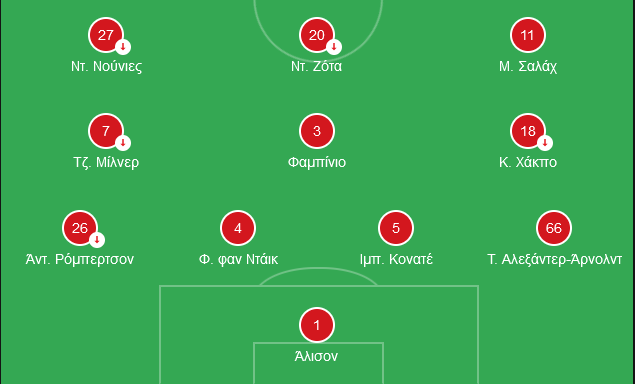 27 20 11
Ντ. Νούνιες Ντ. Ζότα Μ. Σαλάχ
7 3 18
Τζ. Μίλνερ Φαμπίνιο Κ. Χάκπο
26 4 5 66
Άντ. Ρόμπερτσον Φ. φαν Ντάικ Ιμπ. Κονατέ Τ. Αλεξάντερ-Άρνολντ
1
Άλισον